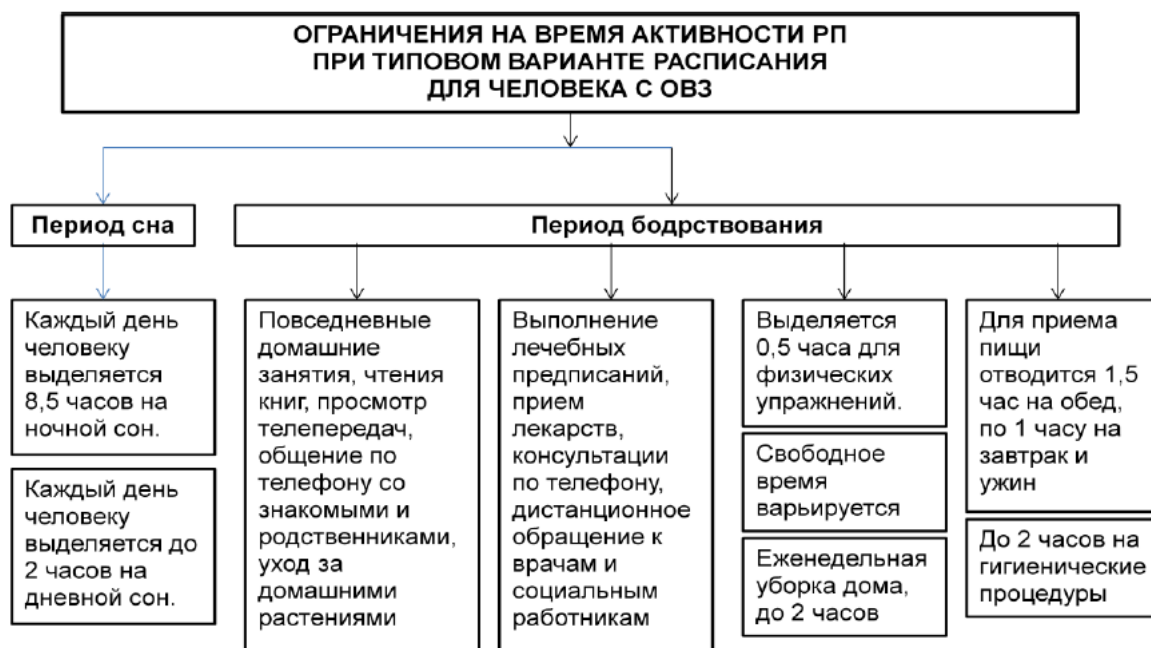 ОГРАНИЧЕНИЯ НА ВРЕМЯ АКТИВНОСТИ РП
ПРИ ТИПОВОМ ВАРИАНТЕ РАСПИСАНИЯ
ДЛЯ ЧЕЛОВЕКА С ОВЗ
Период сна
Период бодрствования
Каждый день
человеку
выделяется
8,5 часов на
ночной сон.
Каждый день
человеку
выделяется до
2 часов на
дневной сон.
Повседневные
домашние
занятия, чтения
книг, просмотр
телепередач,
общение по
телефону со
знакомыми и
родственниками,
уход за
домашними
растениями
Выполнение
лечебных
предписаний,
прием
лекарств,
консультации
по телефону,
дистанционное
обращение к
врачам и
социальным
работникам
Выделяется
0,5 часа для
физических
упражнений.
Свободное
время
варьируется
Еженедельная
уборка дома,
до 2 часов
Для приема
пищи
отводится 1,5
час на обед,
по 1 часу на
завтрак и
ужин
До 2 часов на
гигиенические
процедуры